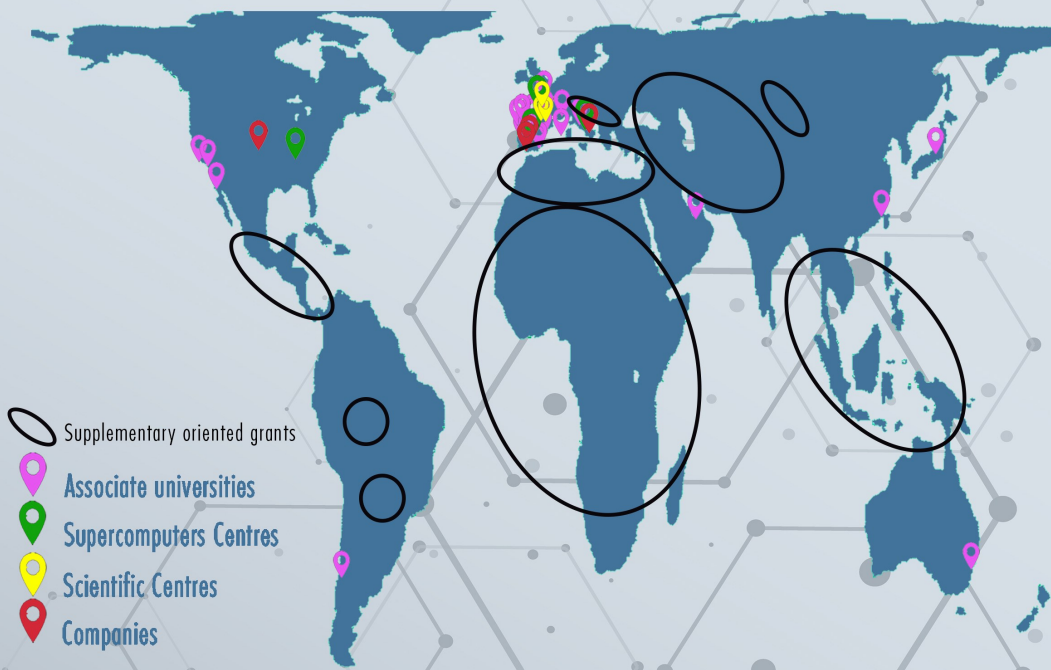 Supplementary oriented grants
Associate universities
Supercomputers Centres
Scientific Centres
Companies